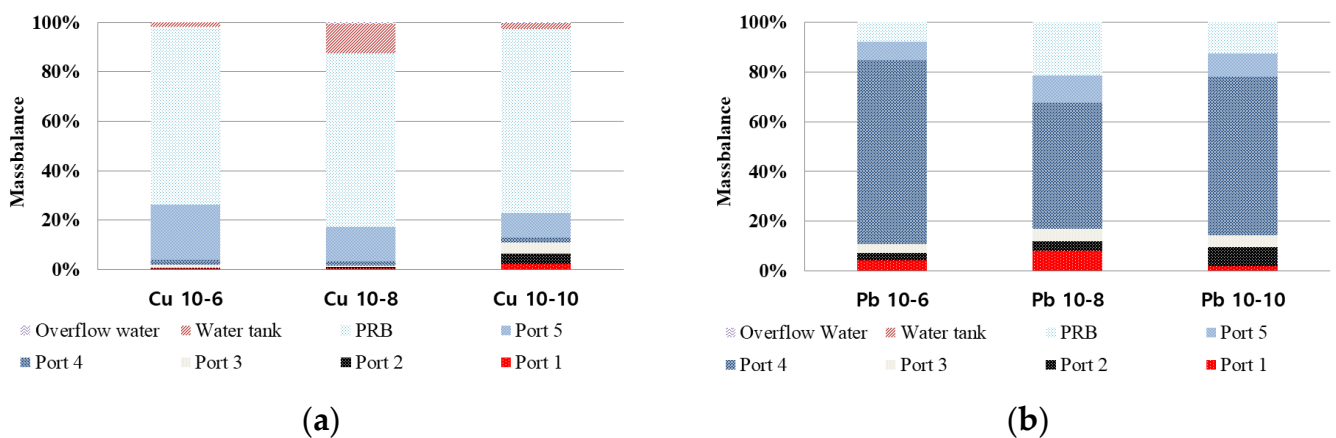 100%
80%
60%
40%
20%
0%
Massbalance
Cu 10-6 Cu 10-8 Cu 10-10
Overflow water Water tank PRB Port 5
Port 4 Port 3 Port 2 Port 1
(a)
100%
80%
60%
40%
20%
0%
Massbalance
Pb 10-6 Pb 10-8 Pb 10-10
Overflow Water Water tank PRB Port 5
Port 4 Port 3 Port 2 Port 1
(b)